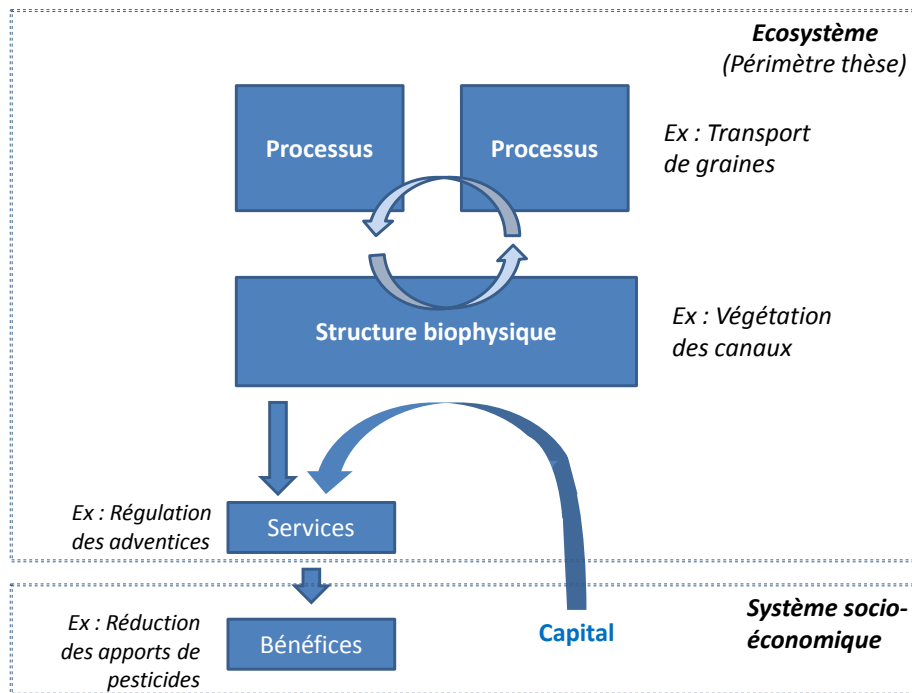 Ecosystème
(Périmètre thèse)
Processus
Processus
Ex : Transport
de graines
Structure biophysique
Ex : Végétation
des canaux
Ex : Régulation
des adventices
Services
Ex : Réduction
des apports de
pesticides
Bénéfices
Capital
Système socio-
économique